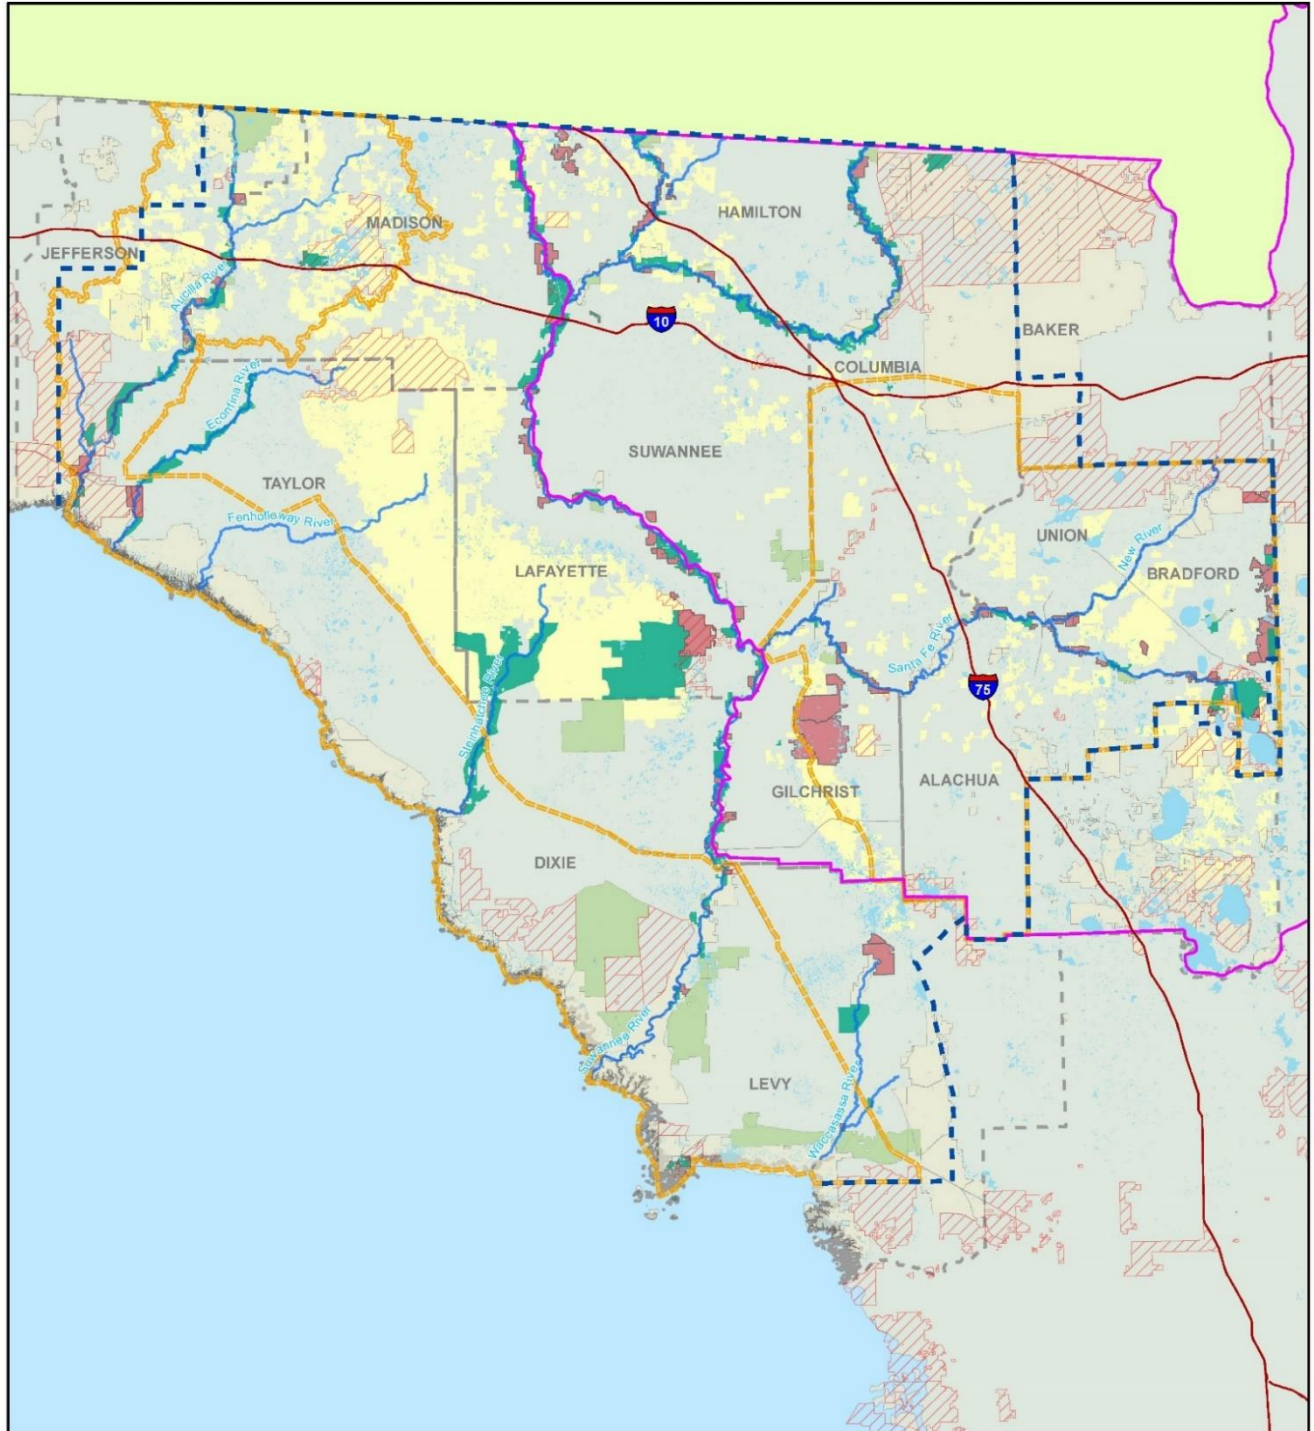 HAMILTON
MADISON
JEFFERSON
Aucilla River
10
BAKER
COLUMBIA
Econfina River
SUWANNEE
TAYLOR
Fenholloway River
UNION
New River
LAFAYETTE
BRADFORD
Santa Fe River
75
Steinhatchee River
ALACHUA
GILCHRIST
DIXIE
Suwannee River
LEVY
Waccasassa River